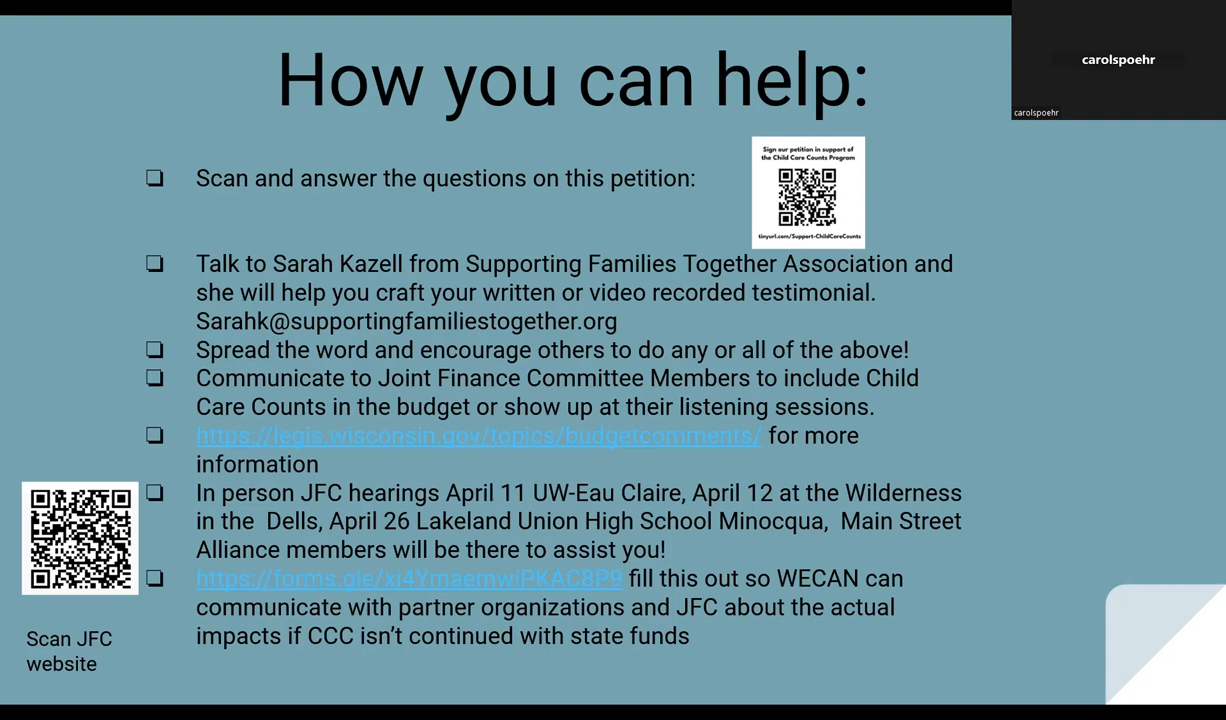 How you can help:
carolspoehr
carolspoehr
Sign our petition in support of
the Child Care Counts Program
❏ Scan and answer the questions on this petition:
tinyurl.com/Support-ChildCareCounts
❏ Talk to Sarah Kazell from Supporting Families Together Association and
she will help you craft your written or video recorded testimonial.
Sarahk@supportingfamiliestogether.org
❏ Spread the word and encourage others to do any or all of the above!
❏ Communicate to Joint Finance Committee Members to include Child
Care Counts in the budget or show up at their listening sessions.
❏ https://legis.wisconsin.gov/topics/budgetcomments/ for more
information
❏ In person JFC hearings April 11 UW-Eau Claire, April 12 at the Wilderness
in the  Dells, April 26 Lakeland Union High School Minocqua,  Main Street
Alliance members will be there to assist you!
❏ https://forms.gle/xi4YmaemwiPKAC8P9 fill this out so WECAN can
communicate with partner organizations and JFC about the actual
impacts if CCC isn’t continued with state funds
Scan JFC
website